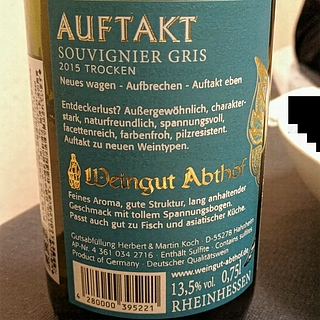 AUFTAKT
SOUVIGNIER GRIS
2015 TROCKEN
Neues wagen - Aufbrechen - Auftakt eben
Entdeckerlust? Außergewöhnlich, charakter-
stark, naturfreundlich, spannungsvoll,
facettenreich, farbenfroh, pilzresistent.
Auftakt zu neuen Weintypen.
Weingut Abthof
Feines Aroma, gute Struktur, lang anhaltender
Geschmack mit tollem Spannungsbogen.
Passt auch gut zu Fisch und asiatischer Küche.
Gutsabfüllung Herbert & Martin Koch · D-55278 Hahnheim
AP-Nr. 4 361 034 2716 · Enthält Sulfite · Contains sulfites
Product of Germany · Deutscher Qualitätswein
www.weingut-abthof.de
13,5% vol. 0,75l
RHEINHESSEN
4 280000 395221